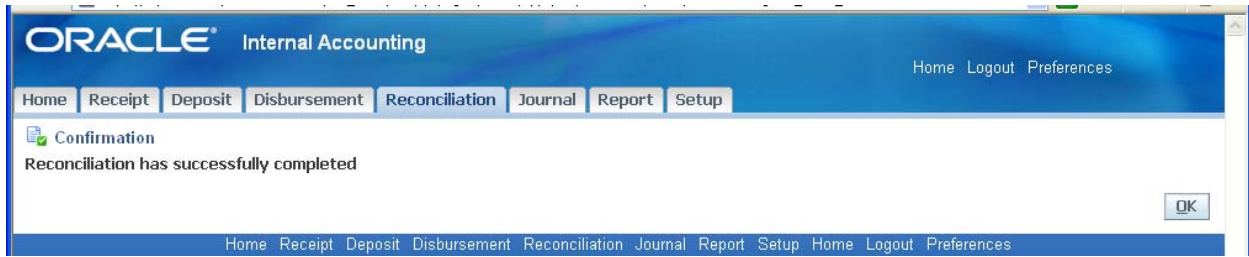 ORACLE® Internal Accounting
Home Logout Preferences
Home Receipt Deposit Disbursement Reconciliation Journal Report Setup
Confirmation
Reconciliation has successfully completed
OK
Home Receipt Deposit Disbursement Reconciliation Journal Report Setup Home Logout Preferences